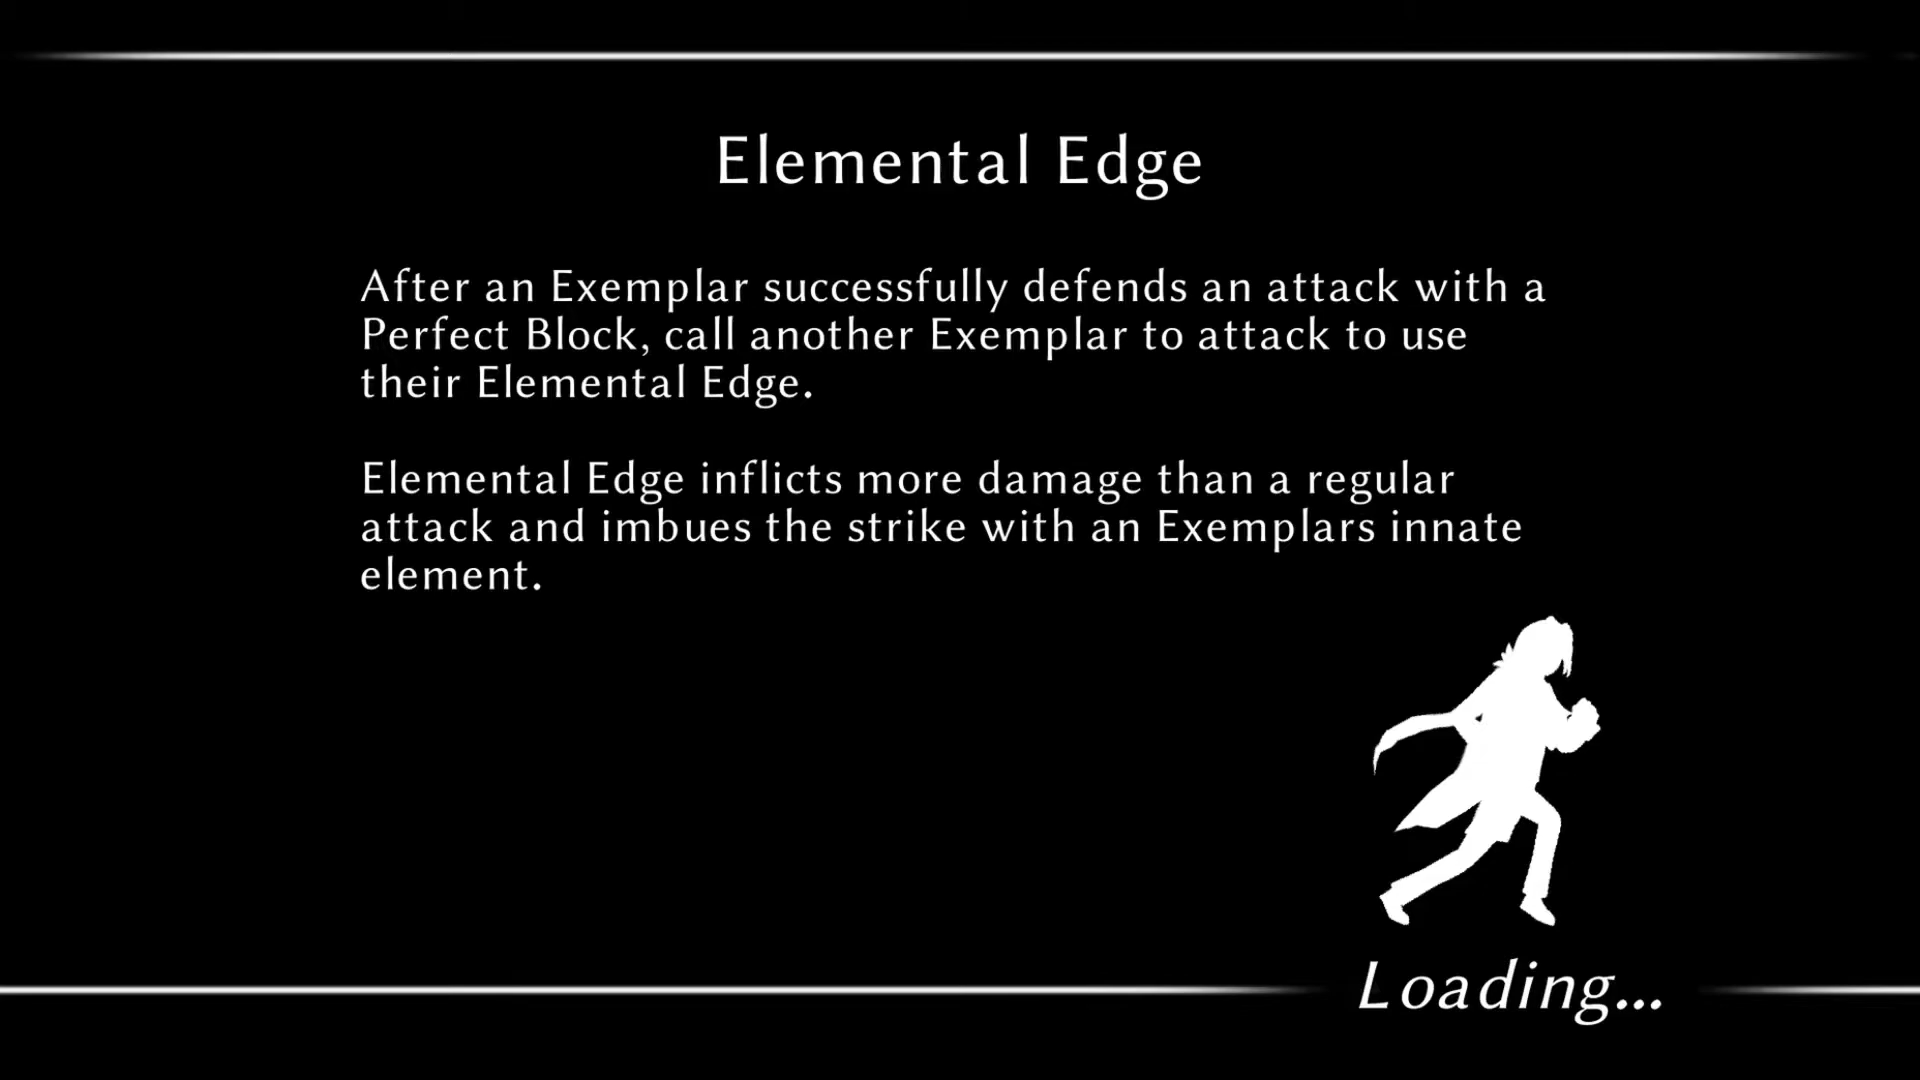 Elemental Edge
After an Exemplar successfully defends an attack with a
Perfect Block, call another Exemplar to attack to use
their Elemental Edge.
Elemental Edge inflicts more damage than a regular
attack and imbues the strike with an Exemplars innate
element.
Loading...